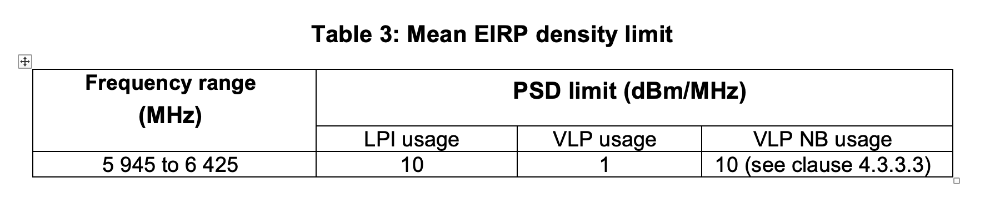 Table 3: Mean EIRP density limit
Frequency range
(MHz)
PSD limit (dBm/MHz)
LPI usage
VLP usage
VLP NB usage
5 945 to 6 425
10
1
10 (see clause 4.3.3.3)